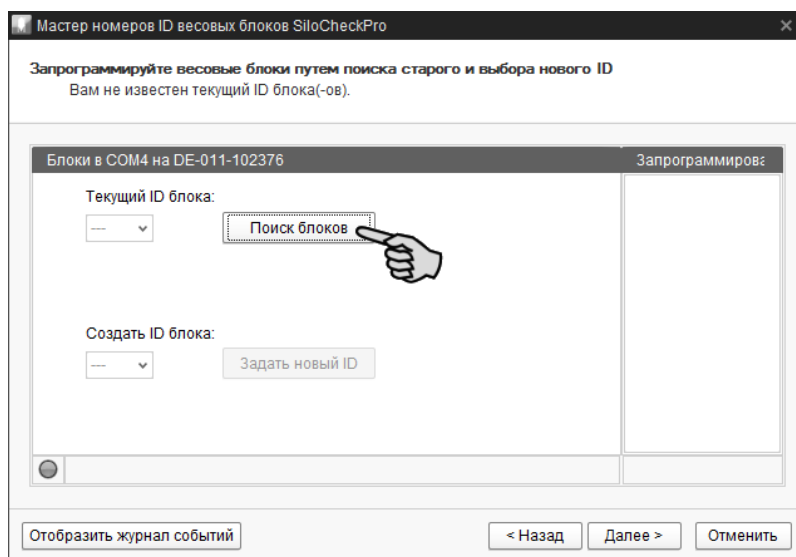 Мастер номеров ID весовых блоков SiloCheckPro
Запрограммируйте весовые блоки путем поиска старого и выбора нового ID
Вам не известен текущий ID блока(-ов).
Блоки в COM4 на DE-011-102376 Запрограммирова
Текущий ID блока:
--- Поиск блоков
Создать ID блока:
--- Задать новый ID
Отобразить журнал событий < Назад Далее > Отменить